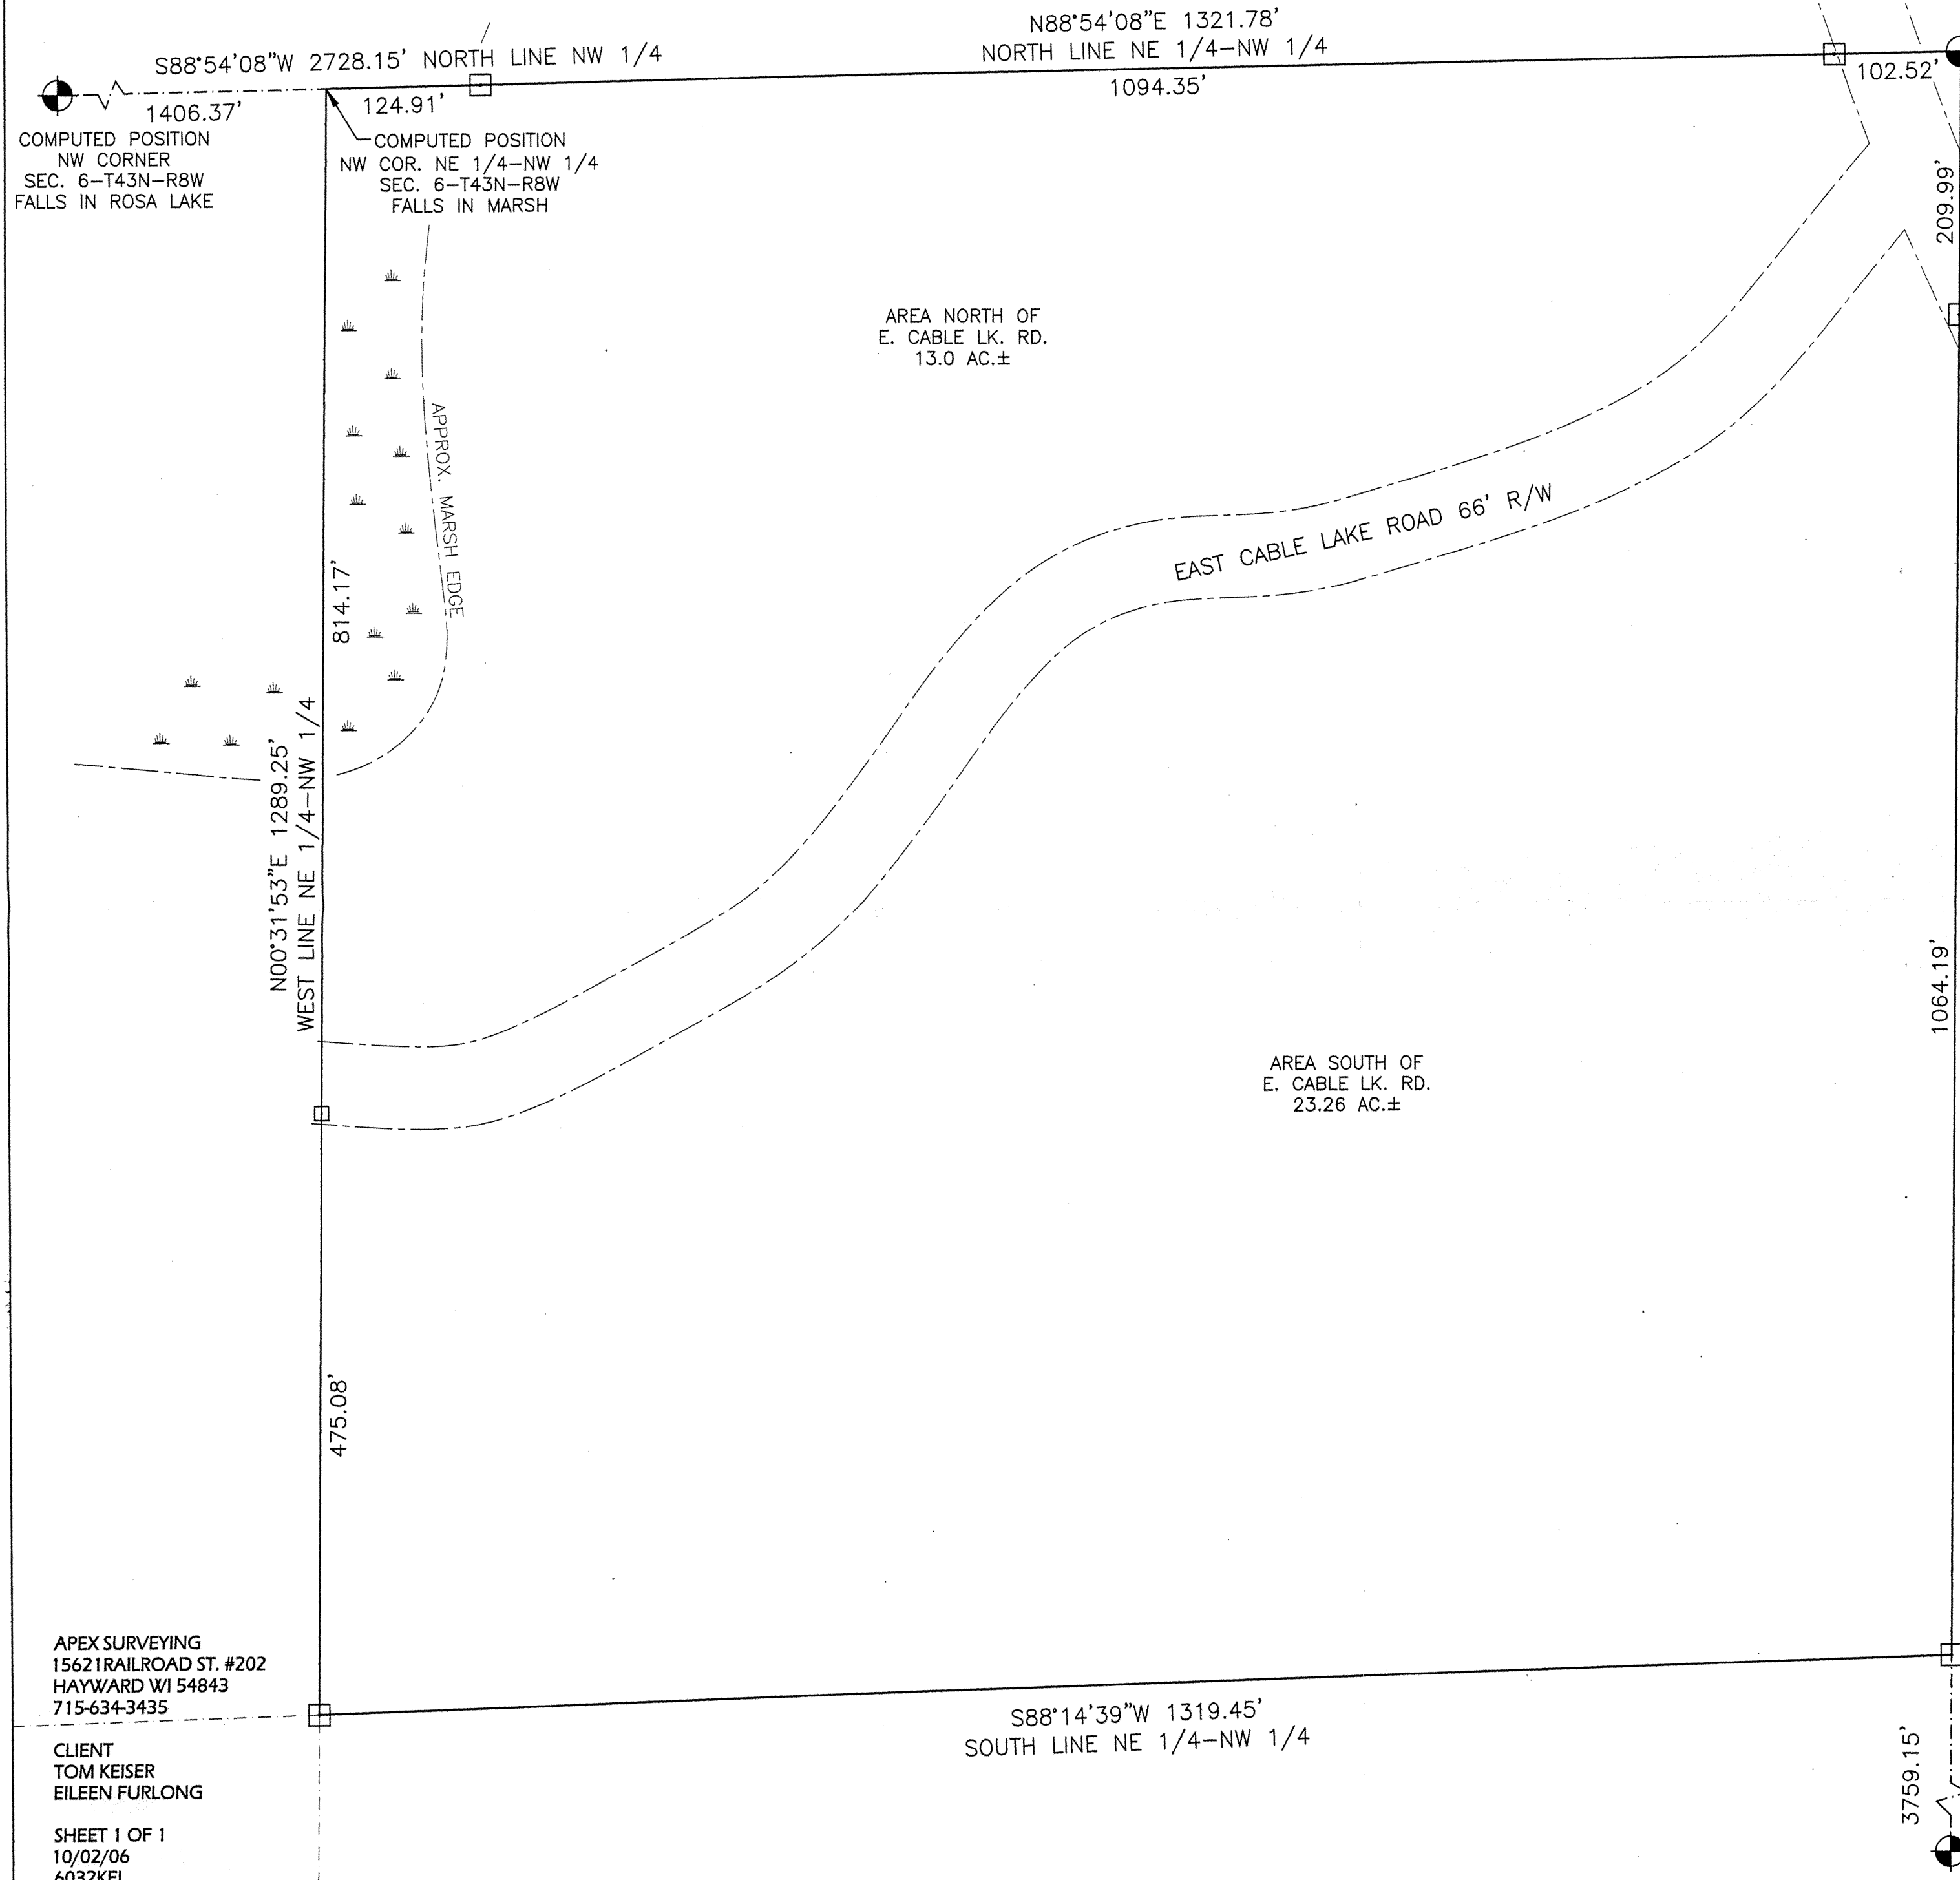 N88°54'08"E 1321.78'
NORTH LINE NE 1/4-NW 1/4
S88°54'08"W 2728.15' NORTH LINE NW 1/4
1406.37'
124.91'
1094.35'
102.52'
COMPUTED POSITION
NW CORNER
SEC. 6-T43N-R8W
FALLS IN ROSA LAKE
COMPUTED POSITION
NW COR. NE 1/4-NW 1/4
SEC. 6-T43N-R8W
FALLS IN MARSH
209.99'
AREA NORTH OF
E. CABLE LK. RD.
13.0 AC.±
APPROX. MARSH EDGE
EAST CABLE LAKE ROAD 66' R/W
814.17'
N00°31'53"E 1289.25'
WEST LINE NE 1/4-NW 1/4
1064.19'
AREA SOUTH OF
E. CABLE LK. RD.
23.26 AC.±
475.08'
APEX SURVEYING
15621RAILROAD ST. #202
HAYWARD WI 54843
715-634-3435
S88°14'39"W 1319.45'
SOUTH LINE NE 1/4-NW 1/4
3759.15'
CLIENT
TOM KEISER
EILEEN FURLONG
SHEET 1 OF 1
10/02/06